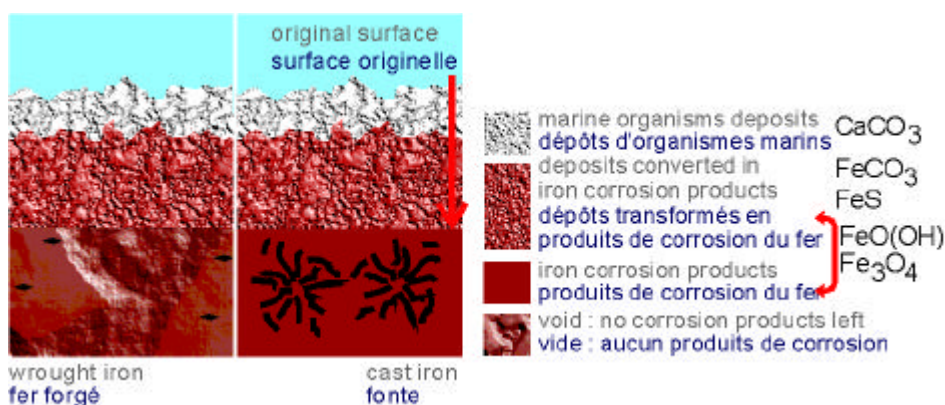 original surface
surface originelle
marine organisms deposits
dépôts d'organismes marins
CaCO3
deposits converted in
iron corrosion products
dépôts transformés en
produits de corrosion du fer
FeCO3
FeS
FeO(OH)
Fe3O4
iron corrosion products
produits de corrosion du fer
void : no corrosion products left
vide : aucun produits de corrosion
wrought iron
fer forgé
cast iron
fonte